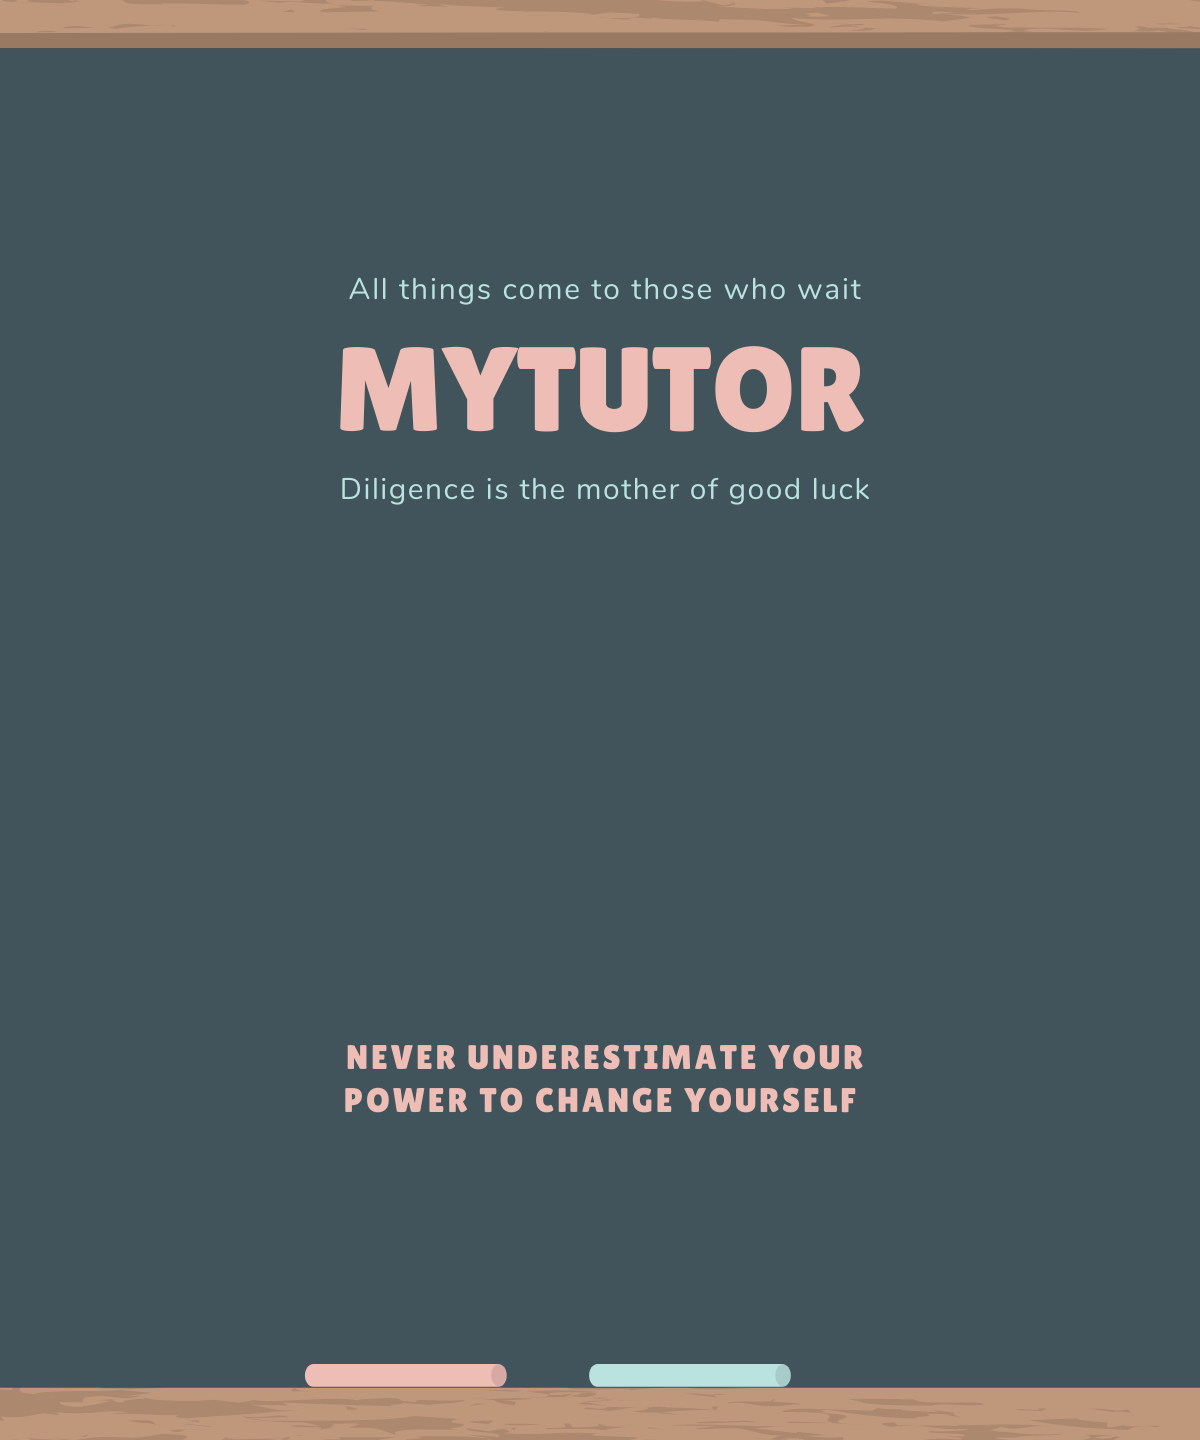 All things come to those who wait
MYTUTOR
Diligence is the mother of good luck
NEVER UNDERESTIMATE YOUR
POWER TO CHANGE YOURSELF